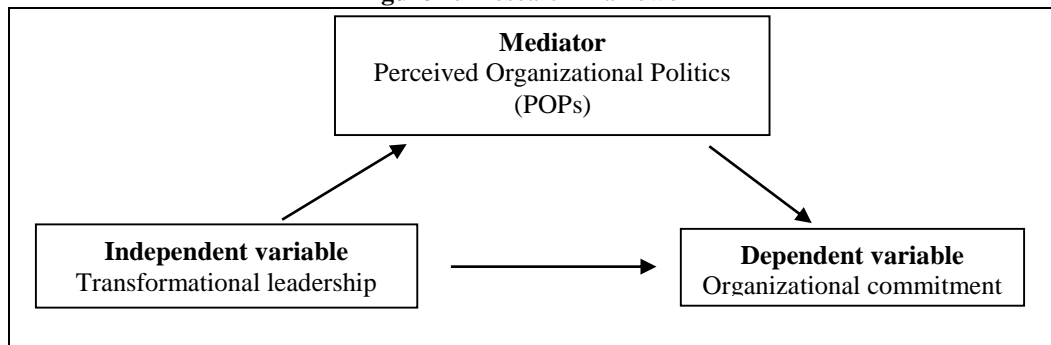 Mediator
Perceived Organizational Politics
(POPs)
Independent variable
Transformational leadership
Dependent variable
Organizational commitment